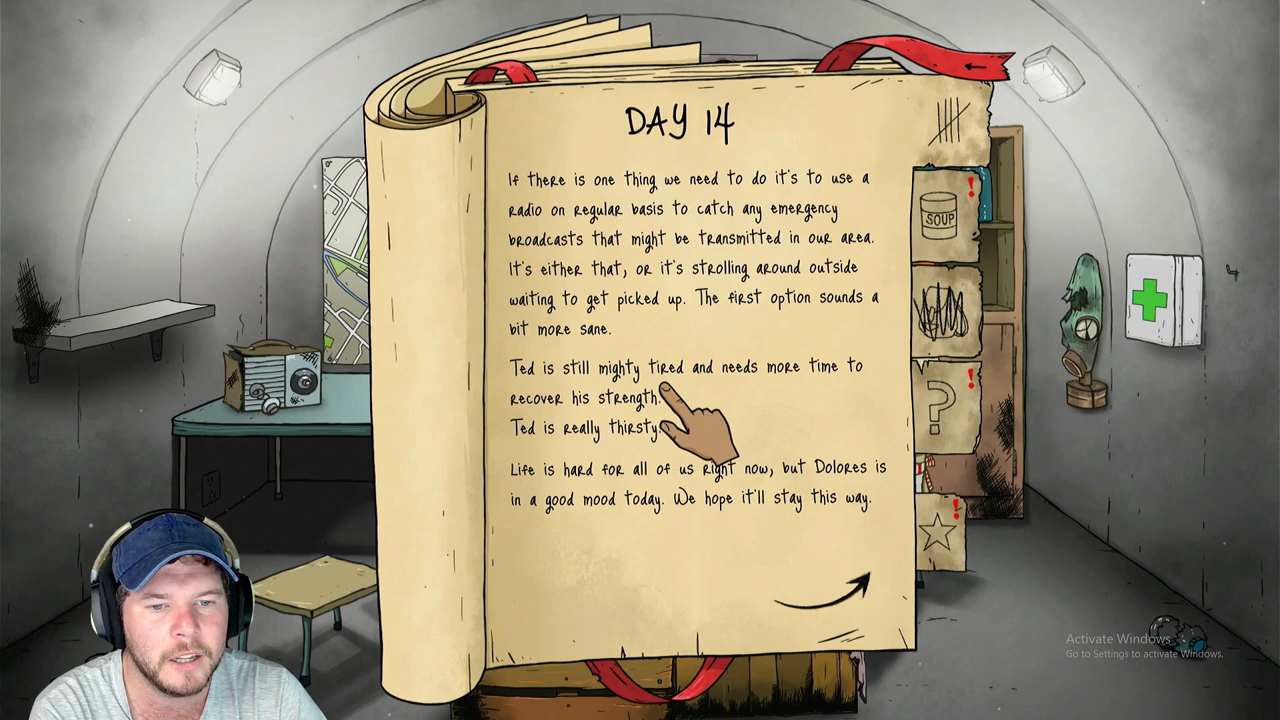 DAY 14
If there is one thing we need to do it's to use a
radio on regular basis to catch any emergency
broadcasts that might be transmitted in our area.
It's either that, or it's strolling around outside
waiting to get picked up. The first option sounds a
bit more sane.
Ted is still mighty tired and needs more time to
recover his strength.
Ted is really thirsty.
Life is hard for all of us right now, but Dolores is
in a good mood today. We hope it'll stay this way.
SOUP
!
?
!
!
Activate Windows
Go to Settings to activate Windows.